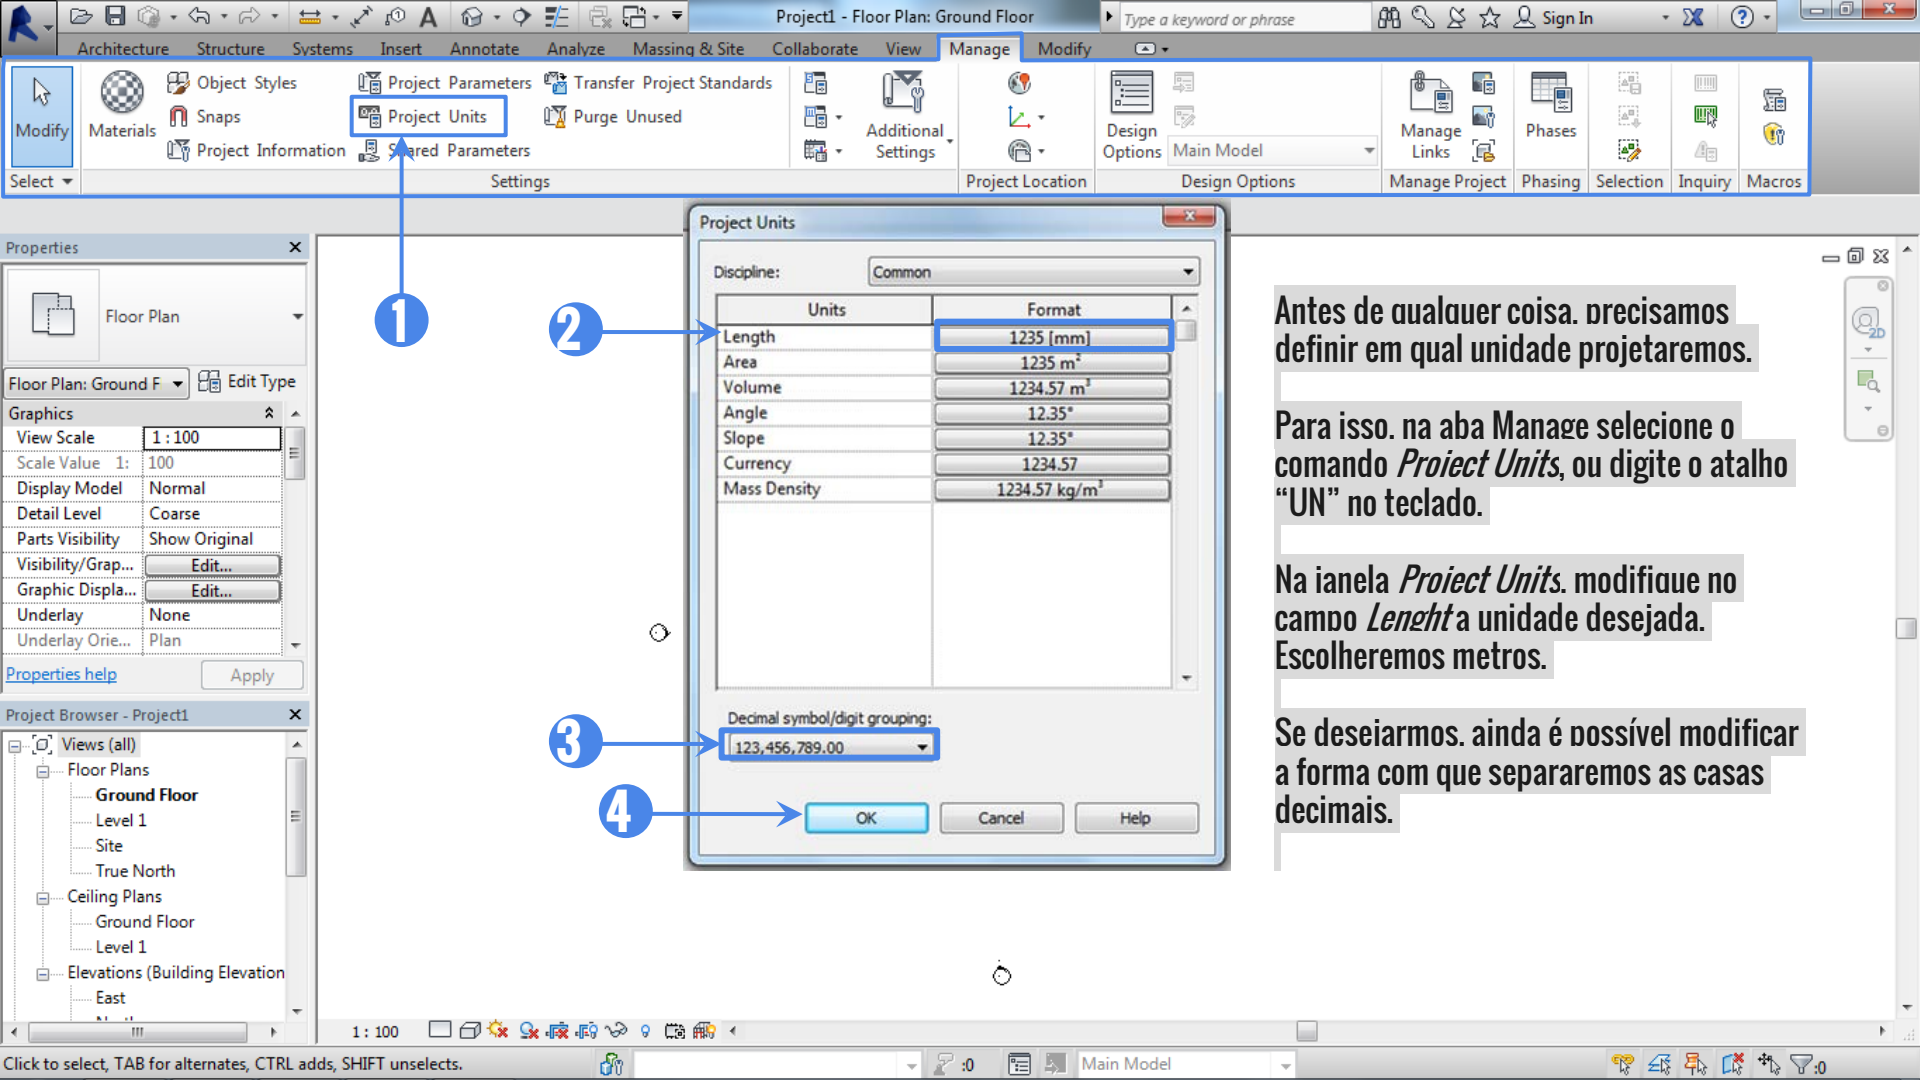 Project1 - Floor Plan: Ground Floor
Type a keyword or phrase
Sign In
Architecture Structure Systems Insert Annotate Analyze Massing & Site Collaborate View Manage Modify
Modify
Materials
Object Styles
Snaps
Project Information
Project Parameters
Project Units
Shared Parameters
Transfer Project Standards
Purge Unused
Additional
Settings
Design
Options
Main Model
Manage
Links
Phases
Select
Settings
Project Location
Design Options
Manage Project
Phasing
Selection
Inquiry
Macros
Properties
Floor Plan
Floor Plan: Ground F
Edit Type
Graphics
View Scale 1 : 100
Scale Value 1: 100
Display Model Normal
Detail Level Coarse
Parts Visibility Show Original
Visibility/Grap... Edit...
Graphic Displa... Edit...
Underlay None
Underlay Orie... Plan
Properties help
Apply
Project Browser - Project1
Views (all)
Floor Plans
Ground Floor
Level 1
Site
True North
Ceiling Plans
Ground Floor
Level 1
Elevations (Building Elevation
East
1
2
3
4
Project Units
Discipline: Common
Units Format
Length 1235 [mm]
Area 1235 m²
Volume 1234.57 m³
Angle 12.35°
Slope 12.35°
Currency 1234.57
Mass Density 1234.57 kg/m³
Decimal symbol/digit grouping:
123,456,789.00
OK Cancel Help
Antes de qualquer coisa, precisamos
definir em qual unidade projetaremos.
Para isso, na aba Manage selecione o
comando Project Units, ou digite o atalho
“UN” no teclado.
Na janela Project Units, modifique no
campo Lenght a unidade desejada.
Escolheremos metros.
Se desejarmos, ainda é possível modificar
a forma com que separaremos as casas
decimais.
2D
1 : 100
Click to select, TAB for alternates, CTRL adds, SHIFT unselects.
:0
Main Model
:0